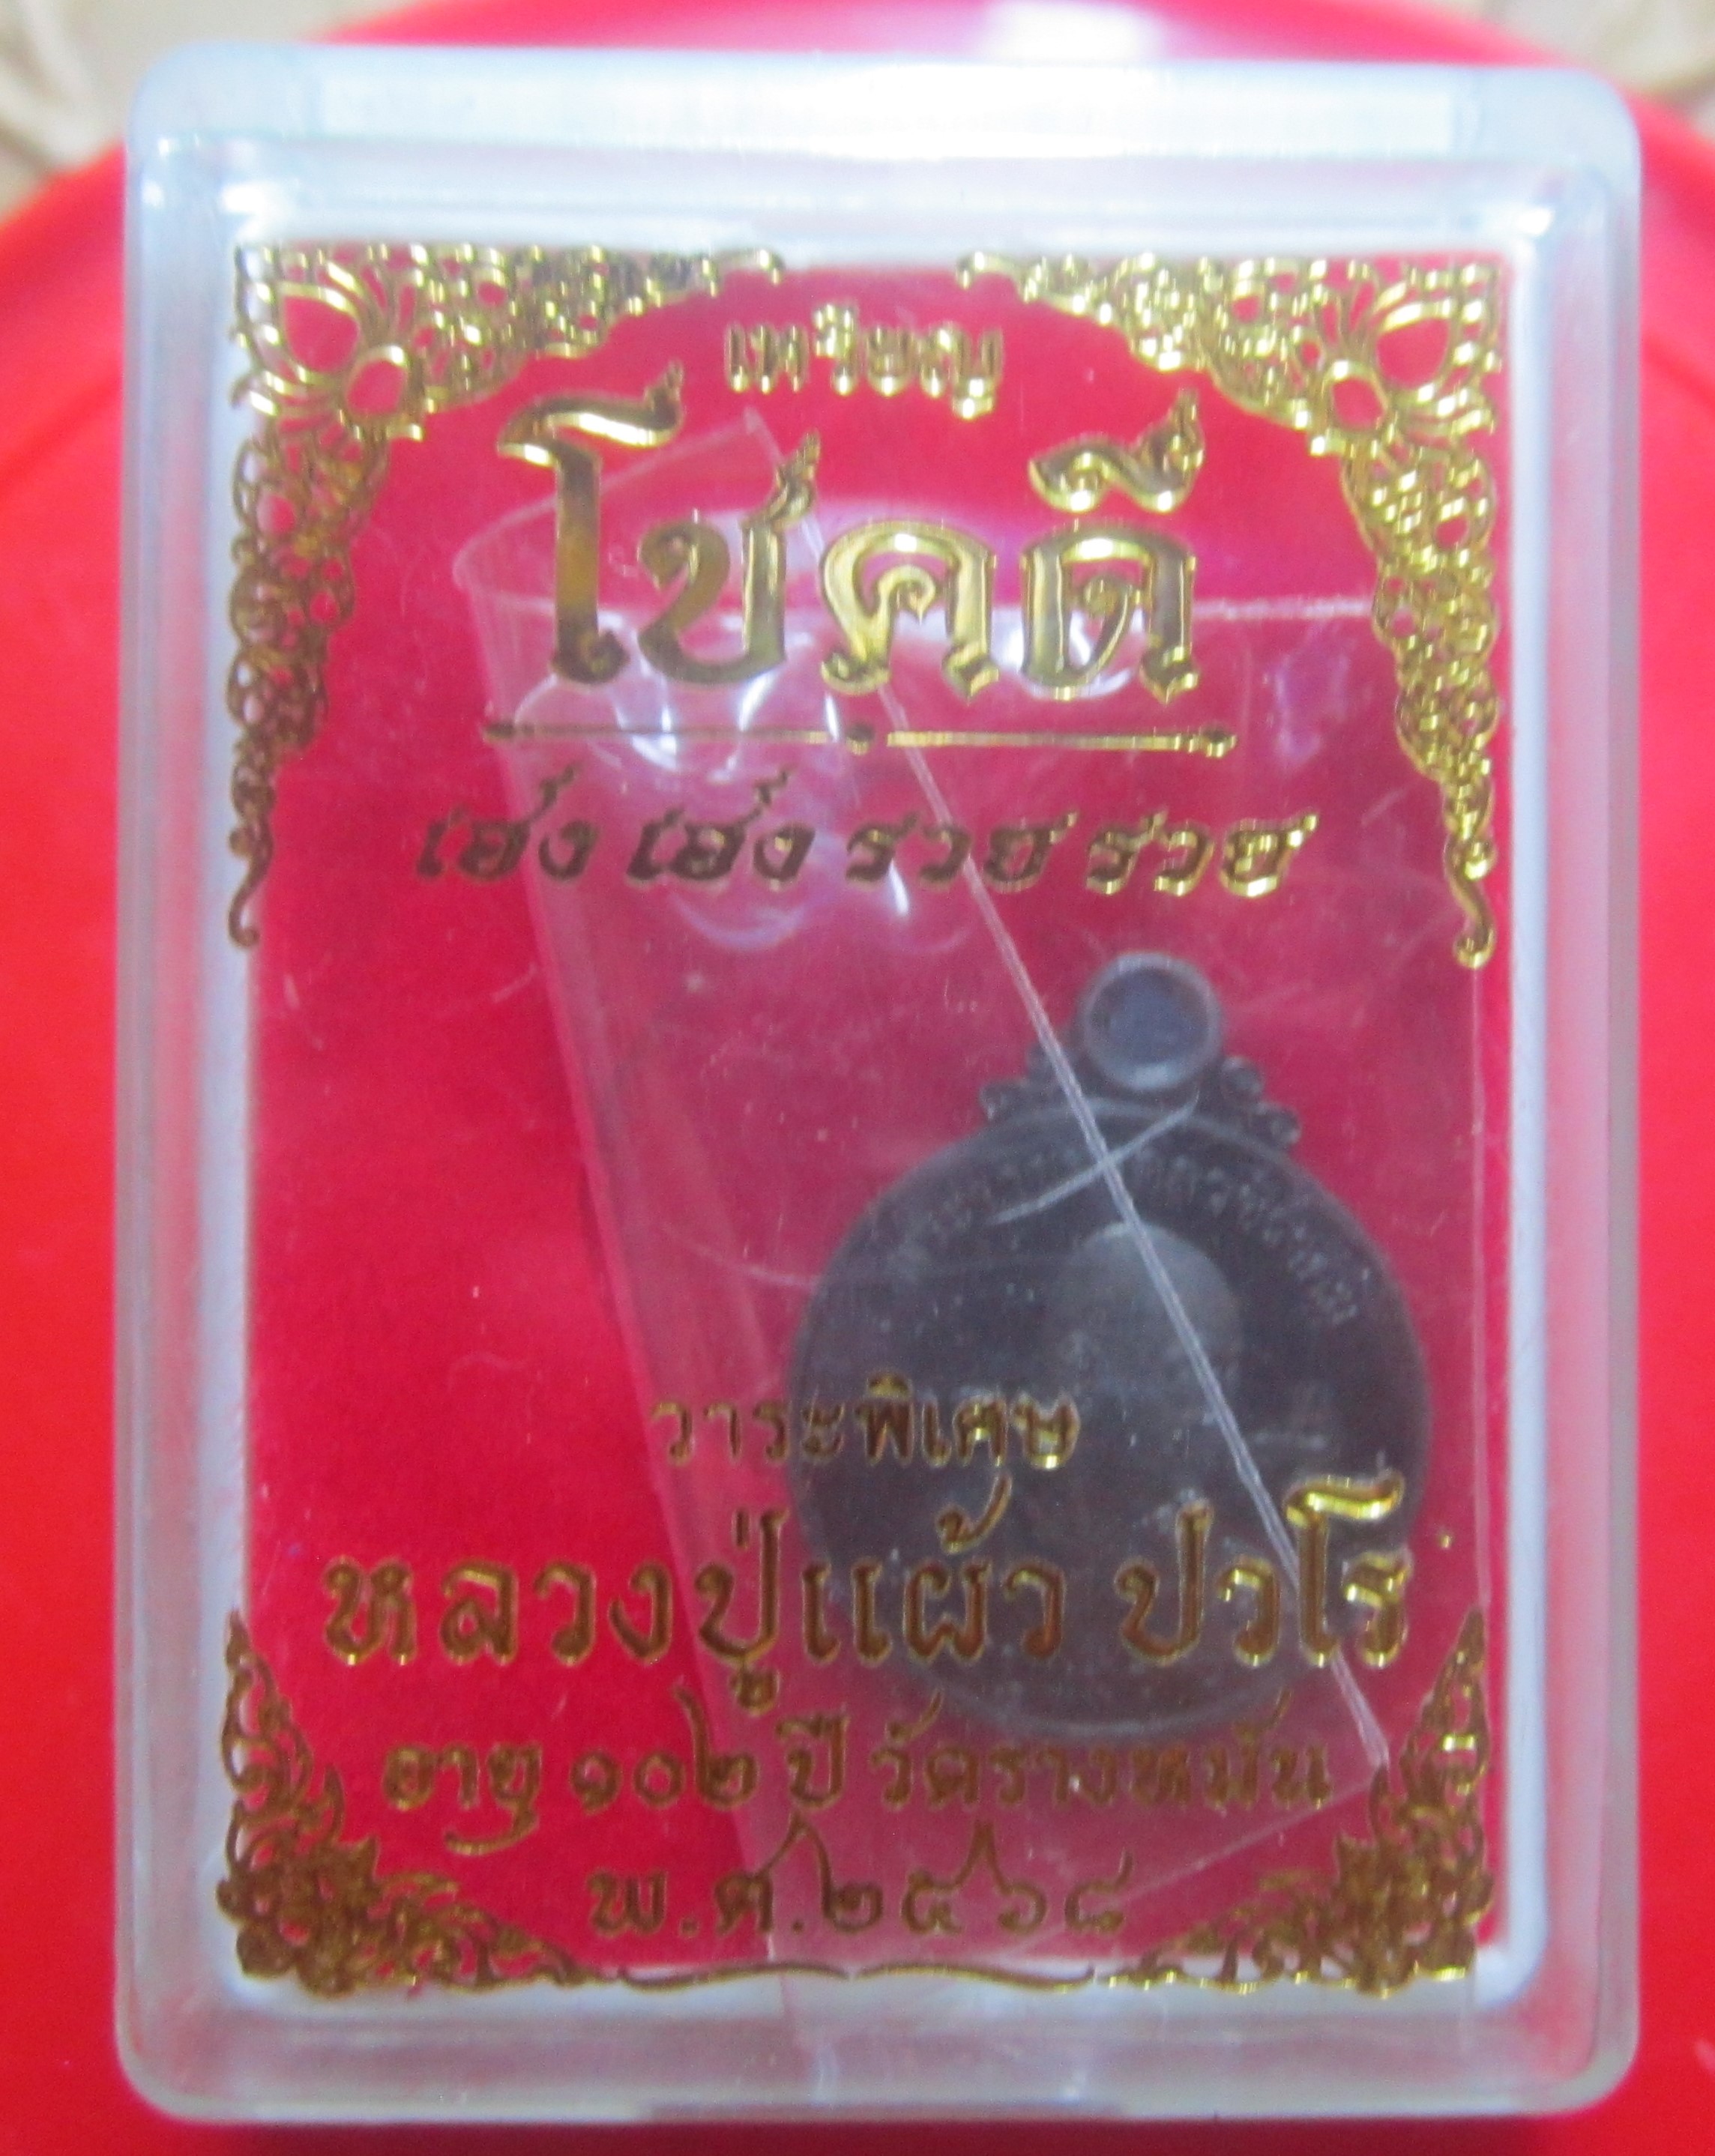 เหรียญ
โชคดี
เฮง เฮง รวย รวย
วาระพิเศษ
หลวงปู่แผ้ว ปวโร
อายุ ๑๐๒ ปี วัดรางหมัน
พ.ศ.๒๕๖๘